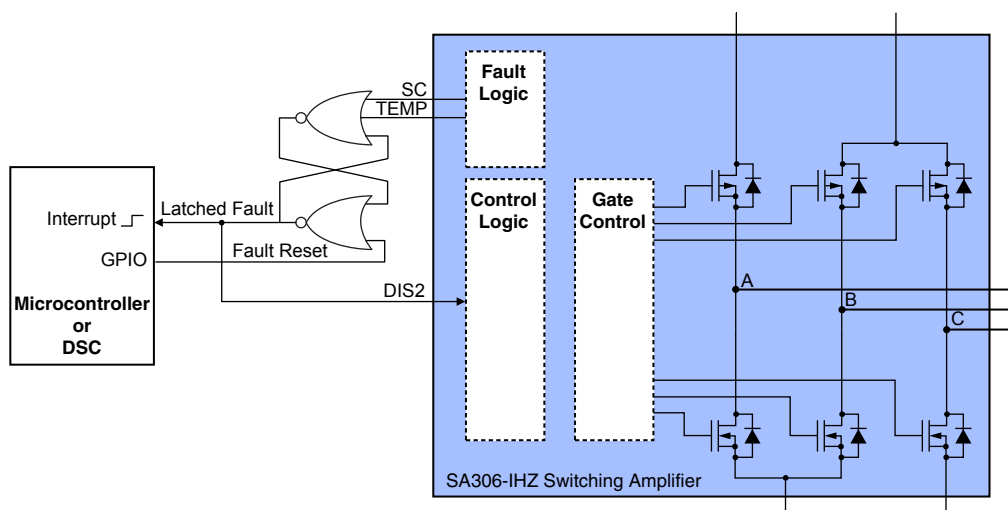 SC
TEMP
Fault
Logic
Interrupt
Latched Fault
GPIO
Fault Reset
Microcontroller
or
DSC
DIS2
Control
Logic
Gate
Control
A
B
C
SA306-IHZ Switching Amplifier